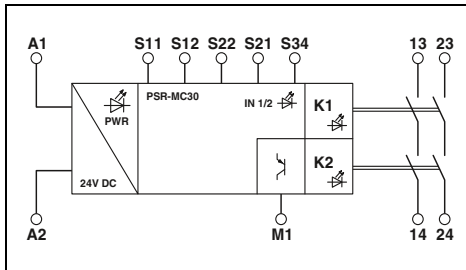 A1 S11 S12 S22 S21 S34 13 23
PSR-MC30 IN 1/2 K1
PWR
K2
24V DC
A2 M1 14 24